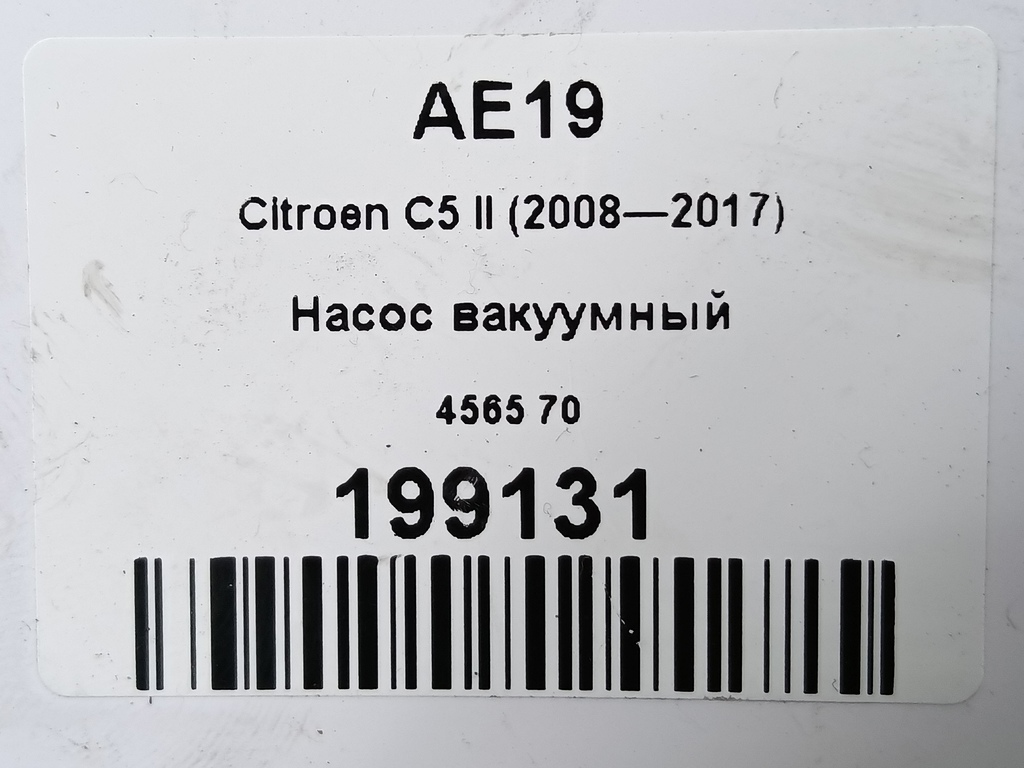 AE19
Citroen C5 II (2008—2017)
Насос вакуумный
4565 70
199131